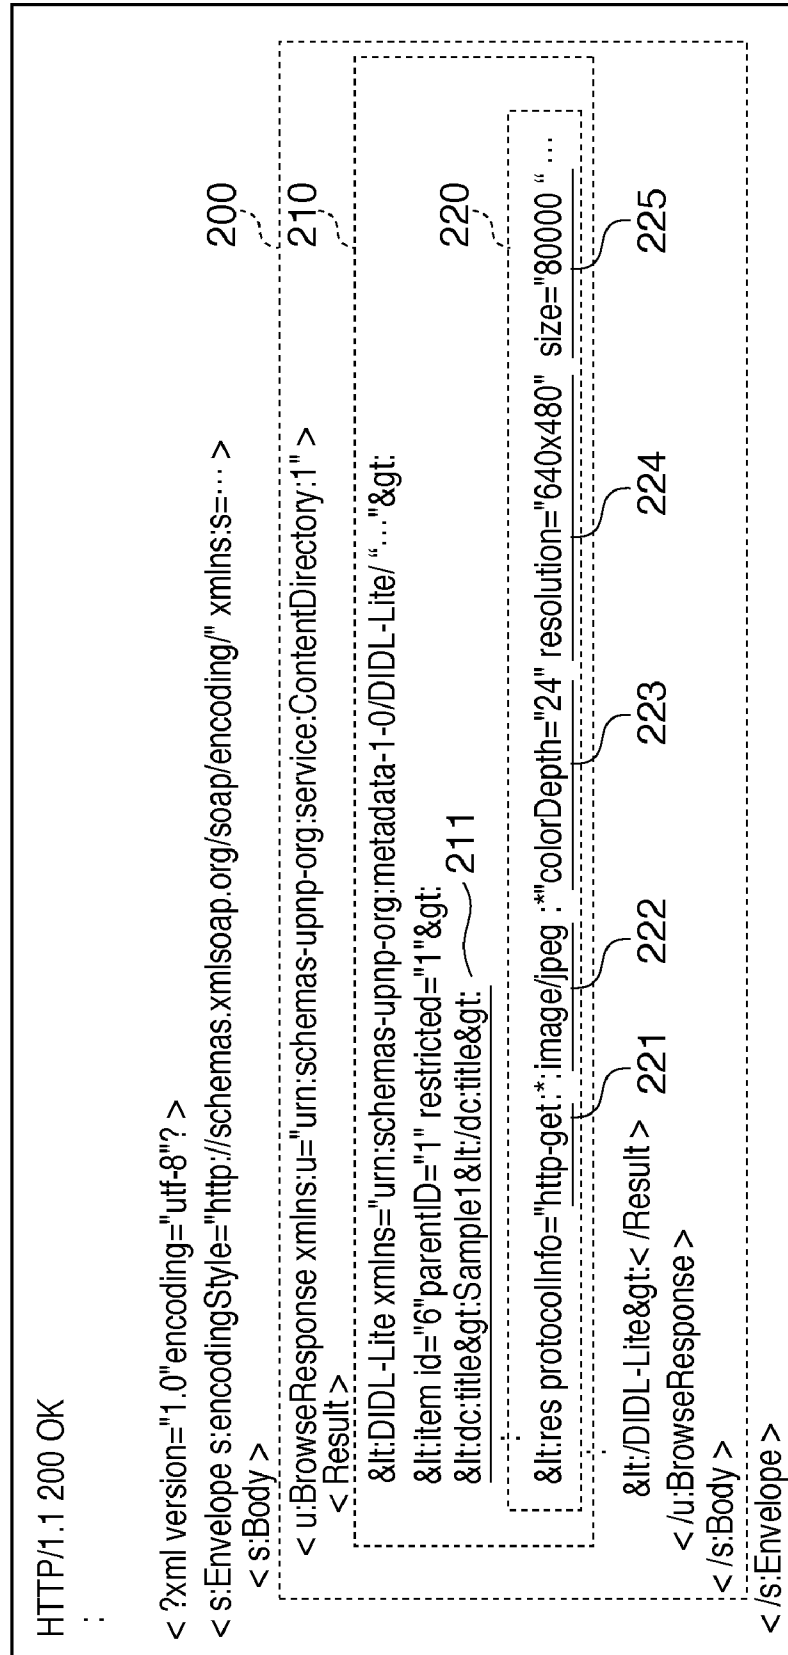 HTTP/1.1 200 OK
:
< ?xml version="1.0"encoding="utf-8"? >
< s:Envelope s:encodingStyle="http://schemas.xmlsoap.org/soap/encoding/" xmlns:s=··· >
< s:Body >
200
< u:BrowseResponse xmlns:u="urn:schemas-upnp-org:service:ContentDirectory:1" >
210
< Result >
&lt:DIDL-Lite xmlns="urn:schemas-upnp-org:metadata-1-0/DIDL-Lite/ “…"&gt:
&lt:item id="6"parentID="1" restricted="1"&gt:
&lt:dc:title&gt:Sample1&lt:/dc:title&gt: 211
220
:
&lt:res protocolInfo="http-get:*:image/jpeg :*"colorDepth="24" resolution="640x480" size="80000 “ …
:
221 222 223 224 225
&lt:/DIDL-Lite&gt:< /Result >
< /u:BrowseResponse >
< /s:Body >
< /s:Envelope >